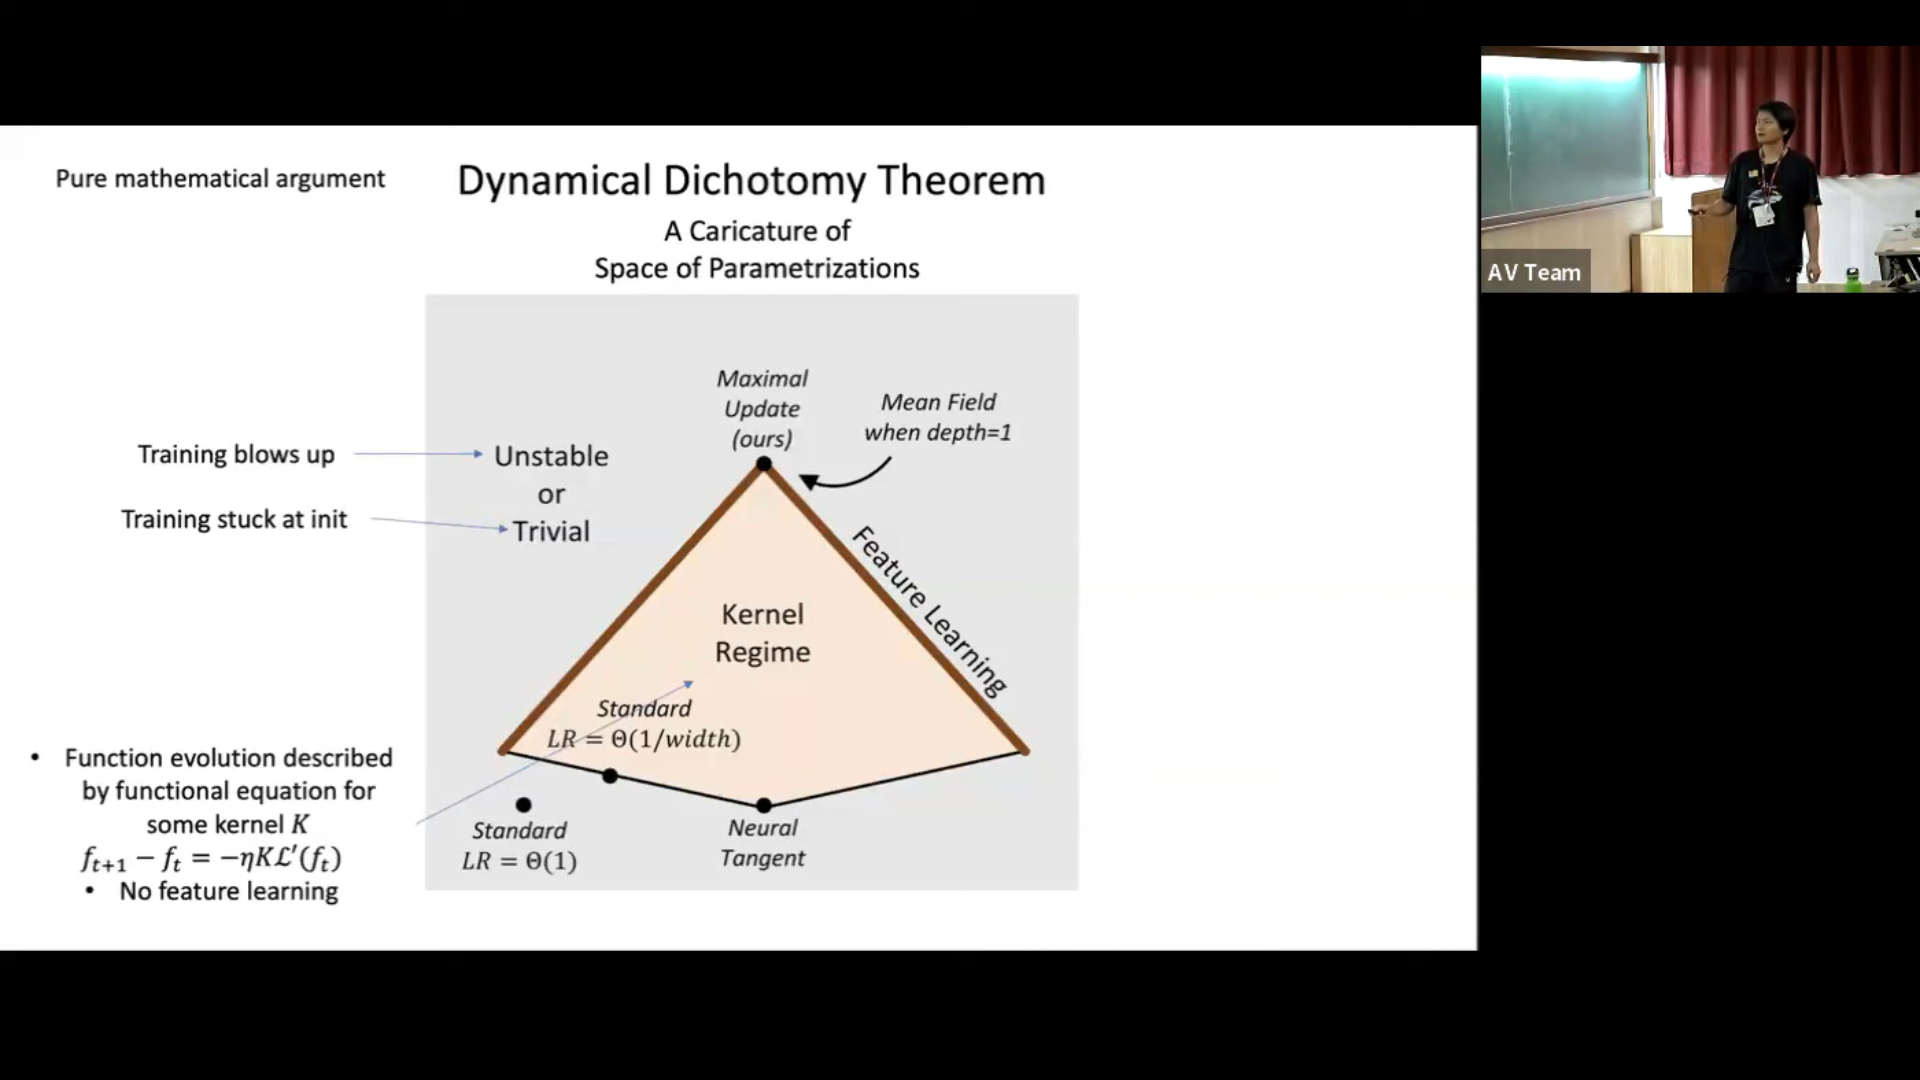 Pure mathematical argument
Dynamical Dichotomy Theorem
A Caricature of
Space of Parametrizations
Maximal
Update
(ours)
Mean Field
when depth=1
Training blows up
Unstable
or
Trivial
Training stuck at init
Feature Learning
Kernel
Regime
Standard
LR = Θ(1/width)
• Function evolution described
by functional equation for
some kernel K
f_{t+1} − f_t = −ηKℒ′(f_t)
• No feature learning
Standard
LR = Θ(1)
Neural
Tangent
AV Team